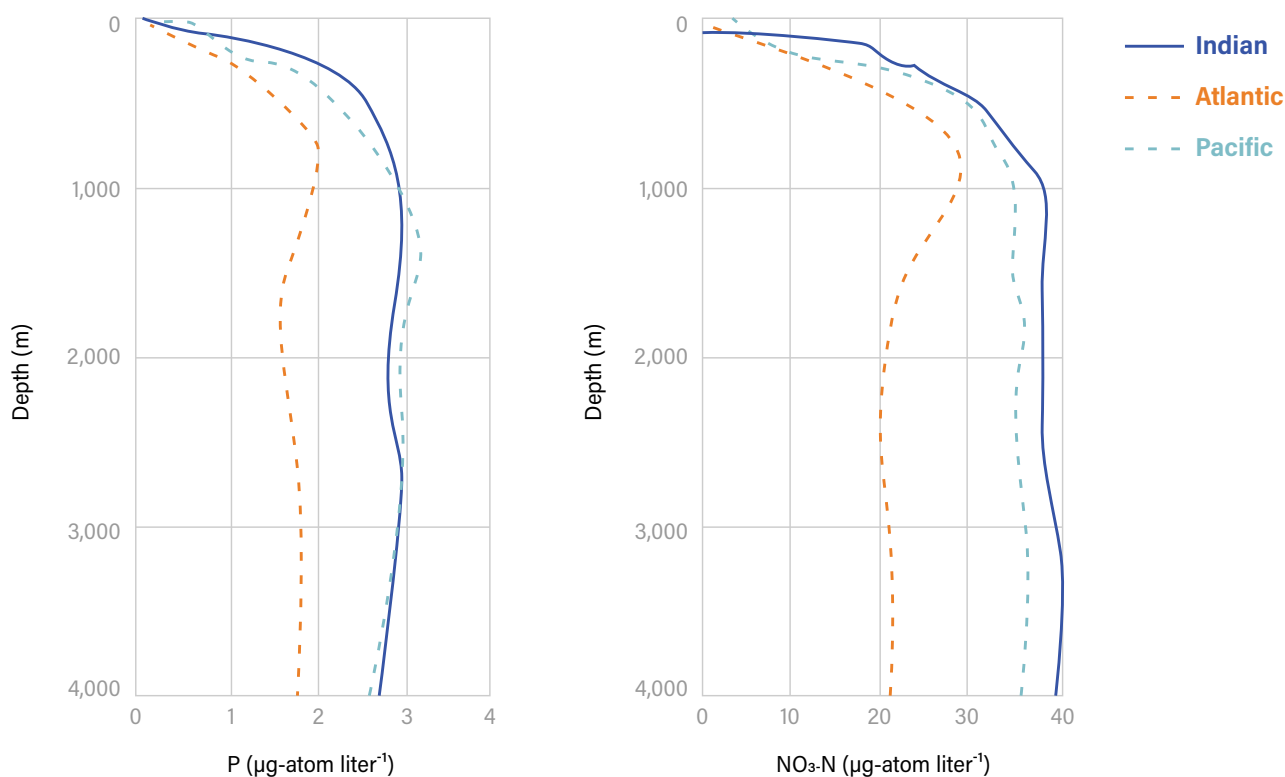 0
1,000
2,000
3,000
4,000
Depth (m)
0 1 2 3 4
P (μg-atom liter⁻¹)
0
1,000
2,000
3,000
4,000
Depth (m)
0 10 20 30 40
NO₃-N (μg-atom liter⁻¹)
Indian
Atlantic
Pacific